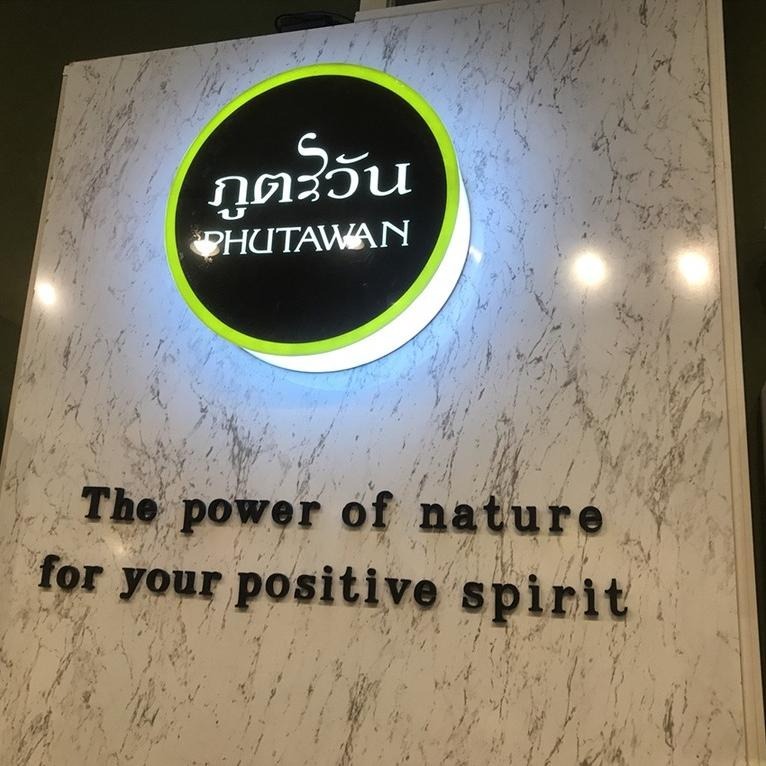 ภูตะวัน
PHUTAWAN
The power of nature
for your positive spirit